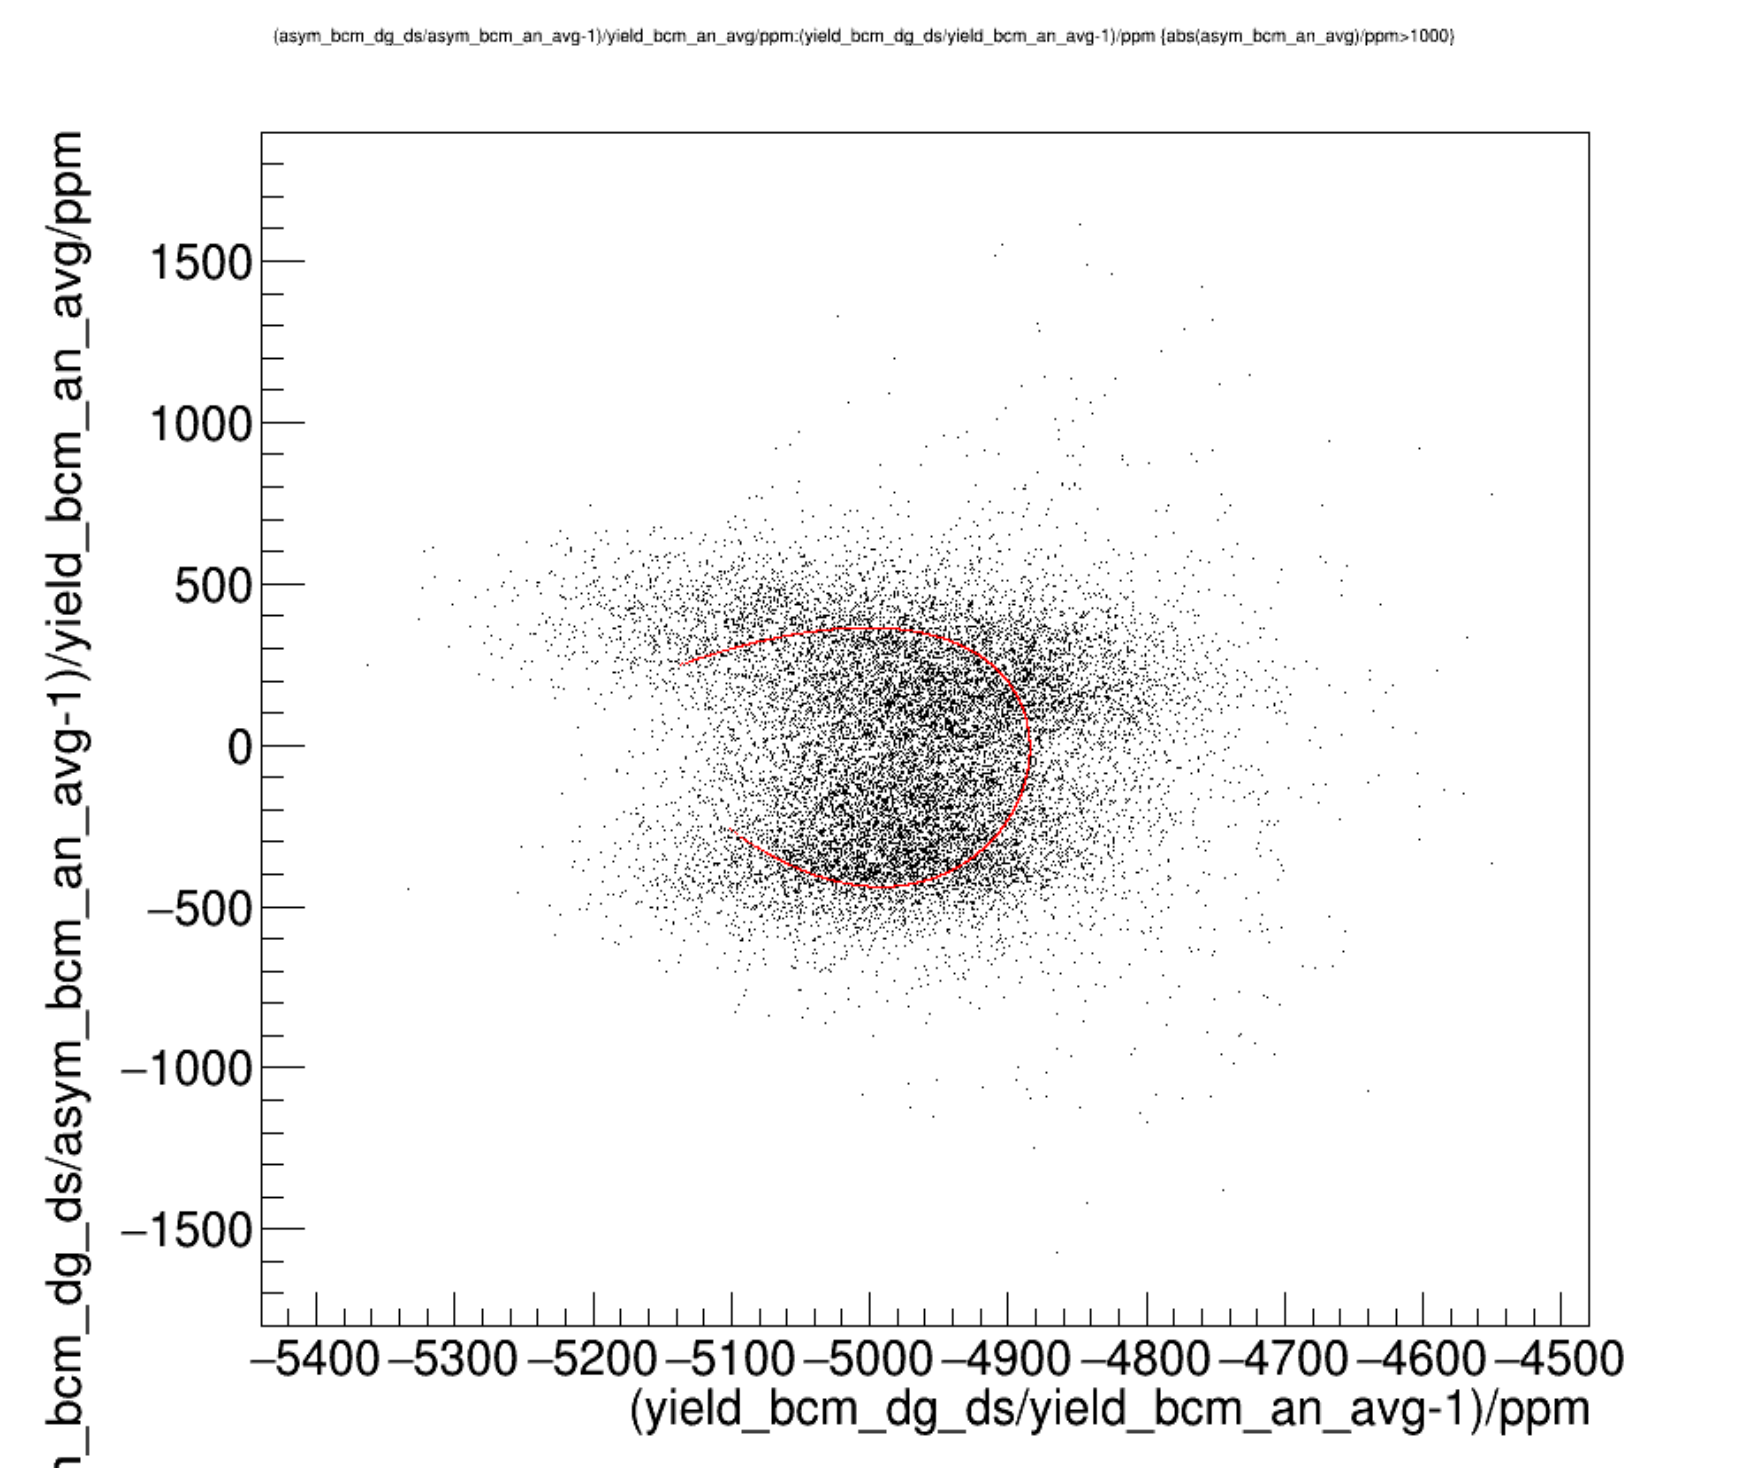 (asym_bcm_dg_ds/asym_bcm_an_avg-1)/yield_bcm_an_avg/ppm:(yield_bcm_dg_ds/yield_bcm_an_avg-1)/ppm {abs(asym_bcm_an_avg)/ppm>1000}
_bcm_dg_ds/asym_bcm_an_avg-1)/yield_bcm_an_avg/ppm
1500
1000
500
0
−500
−1000
−1500
−5400 −5300 −5200 −5100 −5000 −4900 −4800 −4700 −4600 −4500
(yield_bcm_dg_ds/yield_bcm_an_avg-1)/ppm